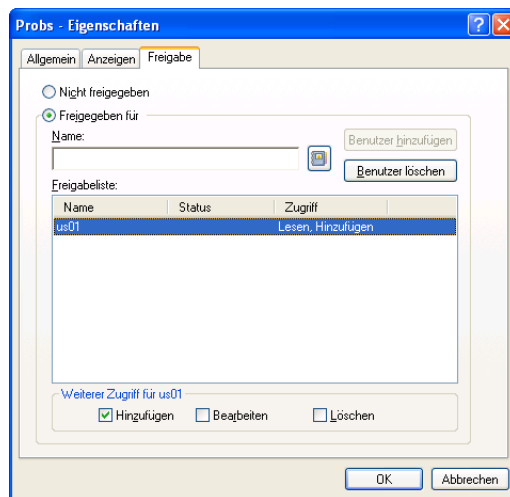 Probs - Eigenschaften
Allgemein Anzeigen Freigabe
Nicht freigegeben
Freigegeben für
Name:
Benutzer hinzufügen
Benutzer löschen
Freigabeliste:
Name Status Zugriff
us01 Lesen, Hinzufügen
Weiterer Zugriff für us01
Hinzufügen Bearbeiten Löschen
OK Abbrechen